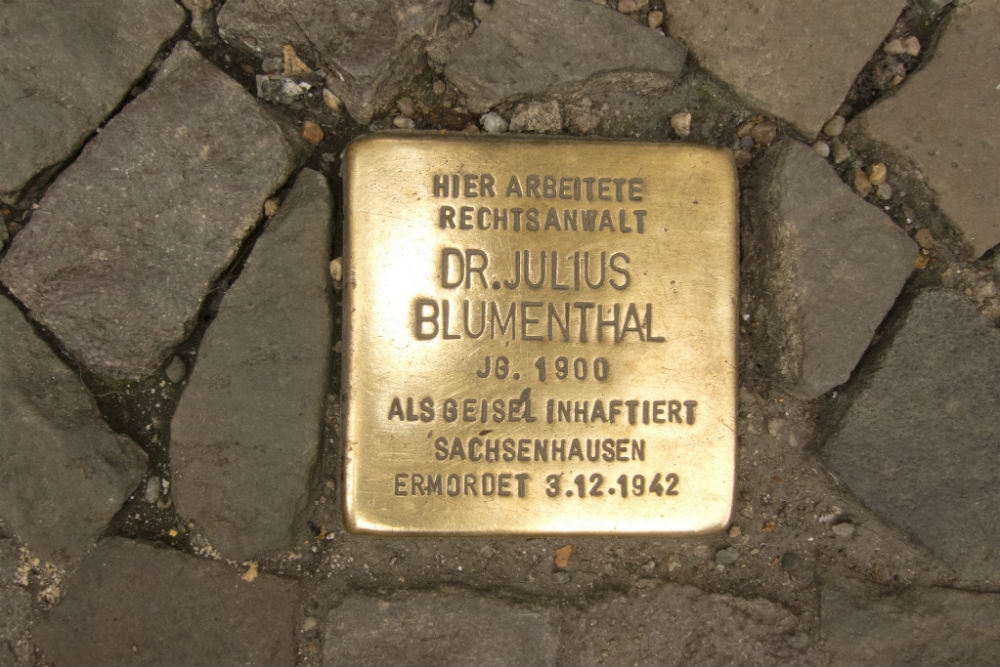 HIER ARBEITETE
RECHTSANWALT
DR. JULIUS
BLUMENTHAL
JG. 1900
ALS GEISEL INHAFTIERT
SACHSENHAUSEN
ERMORDET 3.12.1942